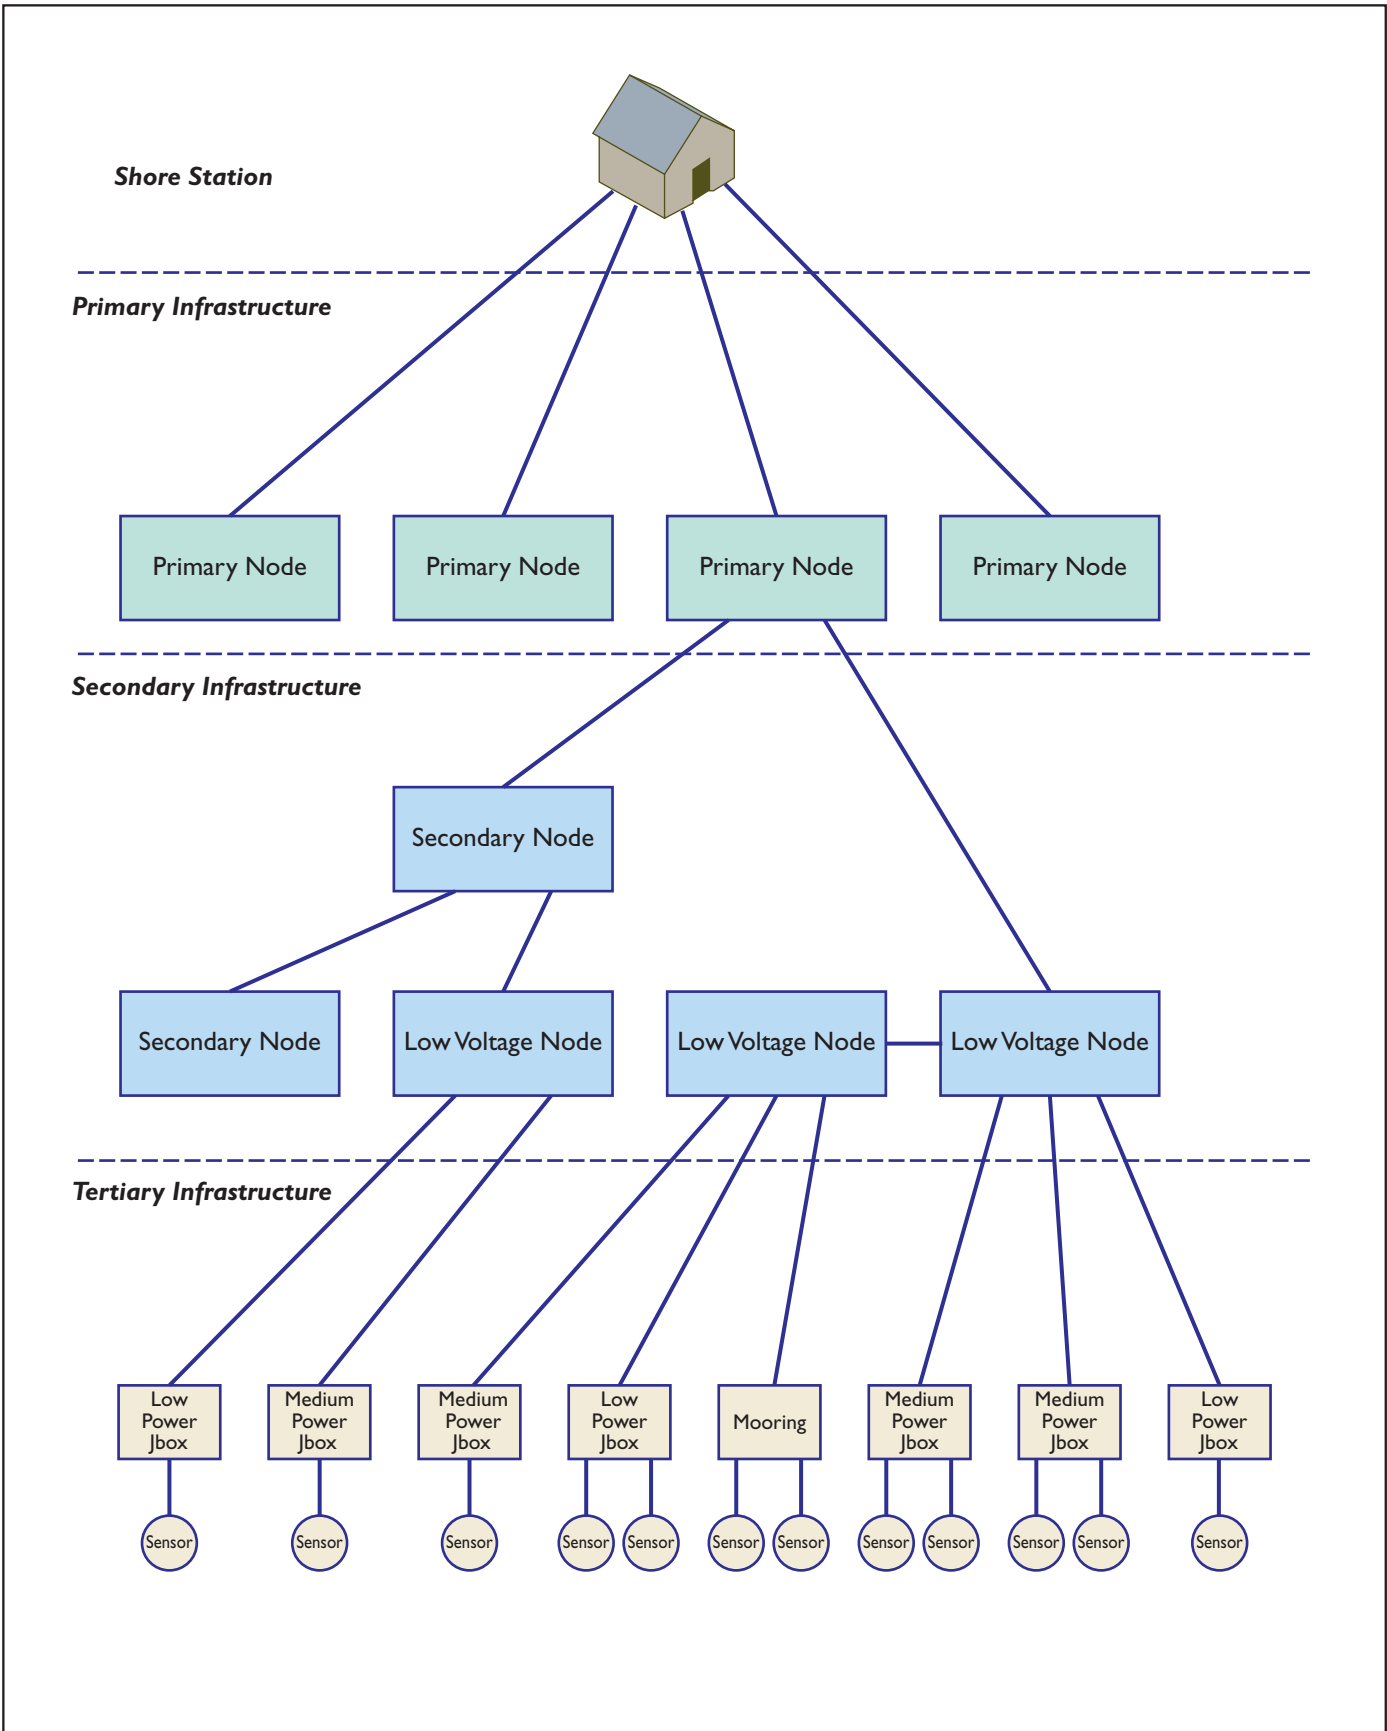 Shore Station
Primary Infrastructure
Primary Node
Primary Node
Primary Node
Primary Node
Secondary Infrastructure
Secondary Node
Secondary Node
Low Voltage Node
Low Voltage Node
Low Voltage Node
Tertiary Infrastructure
Low
Power
Jbox
Medium
Power
Jbox
Medium
Power
Jbox
Low
Power
Jbox
Mooring
Medium
Power
Jbox
Medium
Power
Jbox
Low
Power
Jbox
Sensor
Sensor
Sensor
Sensor
Sensor
Sensor
Sensor
Sensor
Sensor
Sensor
Sensor
Sensor